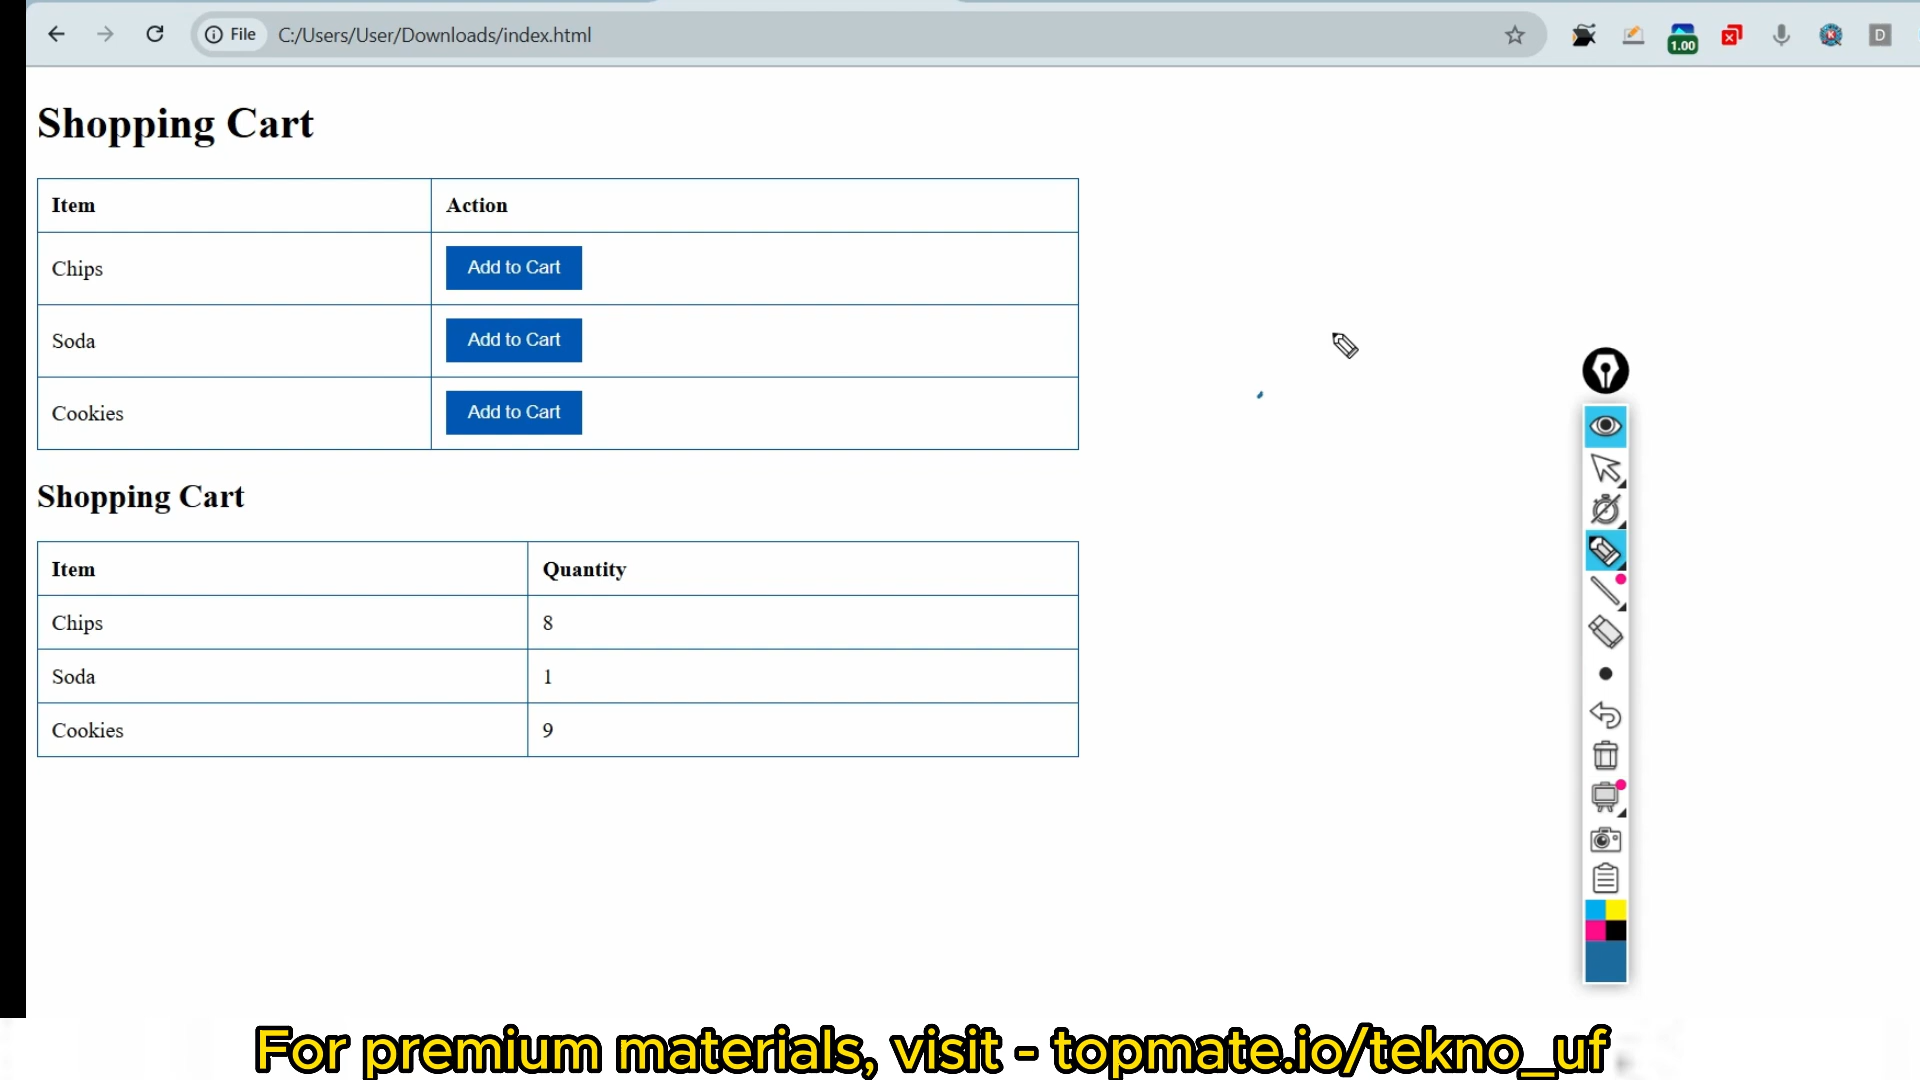 File C:/Users/User/Downloads/index.html
1.00
D
Shopping Cart
Item Action
Chips Add to Cart
Soda Add to Cart
Cookies Add to Cart
Shopping Cart
Item Quantity
Chips 8
Soda 1
Cookies 9
For premium materials, visit - topmate.io/tekno_uf